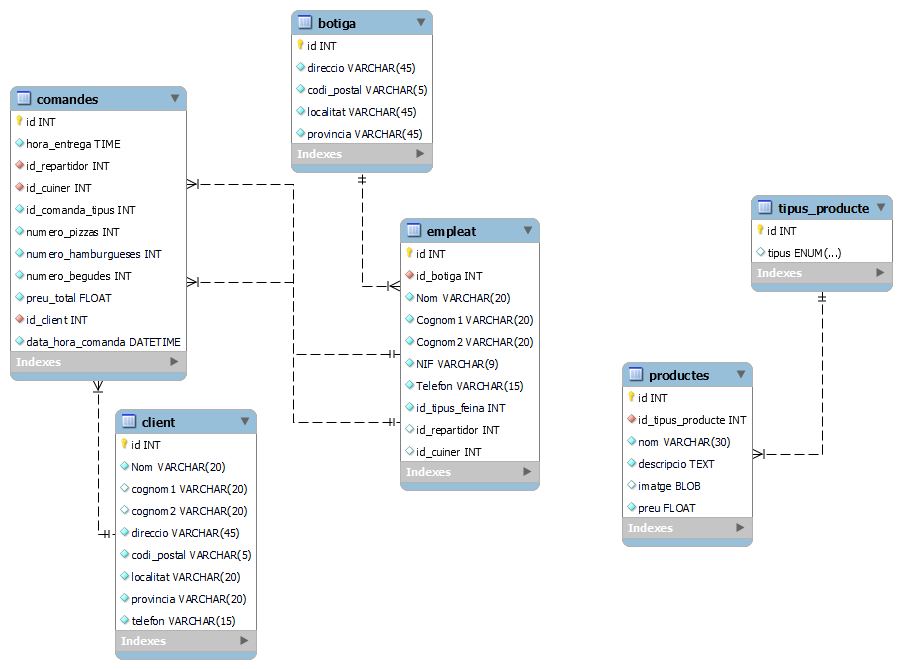 botiga
id INT
direccio VARCHAR(45)
codi_postal VARCHAR(5)
localitat VARCHAR(45)
provincia VARCHAR(45)
Indexes
comandes
id INT
hora_entrega TIME
id_repartidor INT
id_cuiner INT
id_comanda_tipus INT
numero_pizzas INT
numero_hamburgueses INT
numero_begudes INT
preu_total FLOAT
id_client INT
data_hora_comanda DATETIME
Indexes
empleat
id INT
id_botiga INT
Nom VARCHAR(20)
Cognom1 VARCHAR(20)
Cognom2 VARCHAR(20)
NIF VARCHAR(9)
Telefon VARCHAR(15)
id_tipus_feina INT
id_repartidor INT
id_cuiner INT
Indexes
client
id INT
Nom VARCHAR(20)
cognom1 VARCHAR(20)
cognom2 VARCHAR(20)
direccio VARCHAR(45)
codi_postal VARCHAR(5)
localitat VARCHAR(20)
provincia VARCHAR(20)
telefon VARCHAR(15)
Indexes
tipus_producte
id INT
tipus ENUM(...)
Indexes
productes
id INT
id_tipus_producte INT
nom VARCHAR(30)
descripcio TEXT
imatge BLOB
preu FLOAT
Indexes